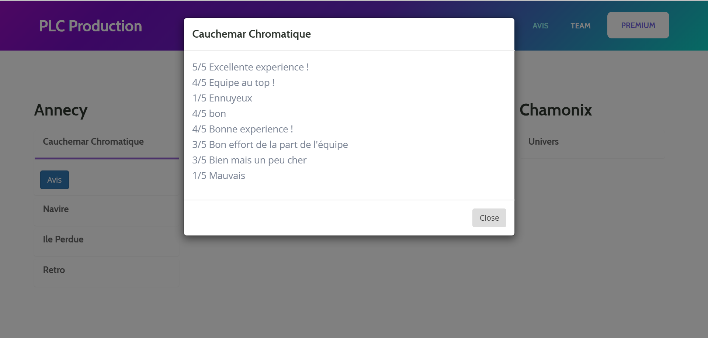 PLC Production
AVIS
TEAM
PREMIUM
Cauchemar Chromatique
5/5 Excellente experience !
4/5 Equipe au top !
1/5 Ennuyeux
4/5 bon
4/5 Bonne experience !
3/5 Bon effort de la part de l'équipe
3/5 Bien mais un peu cher
1/5 Mauvais
Close
Annecy
Cauchemar Chromatique
Avis
Navire
Ile Perdue
Retro
Chamonix
Univers